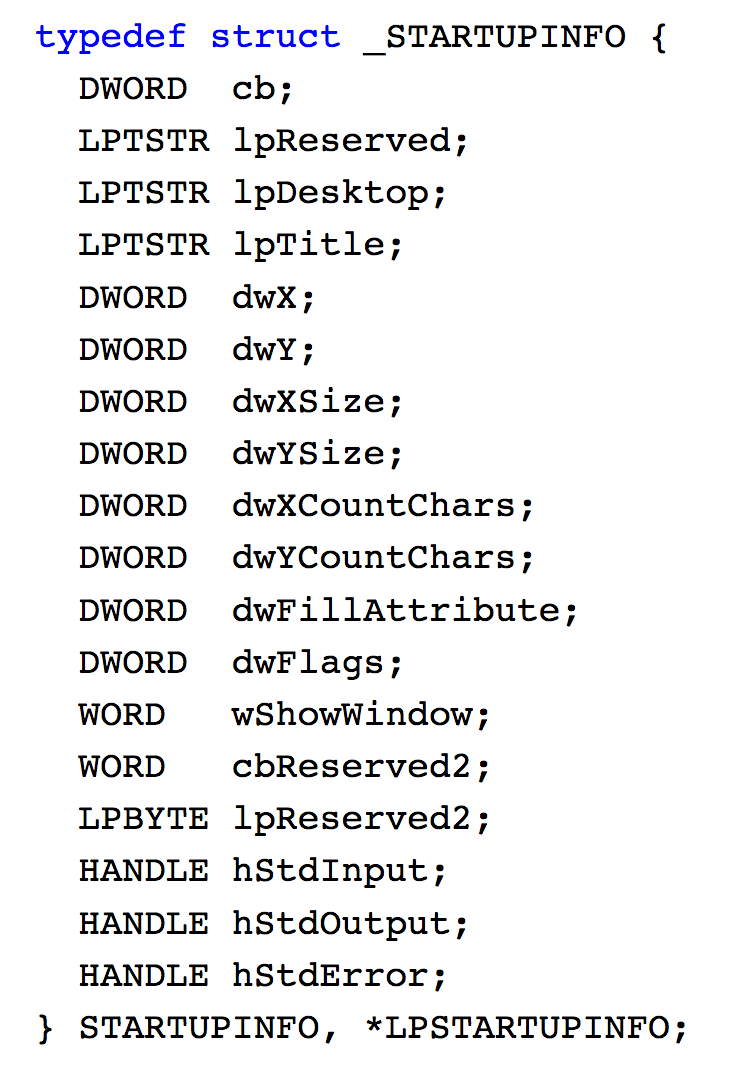 typedef struct _STARTUPINFO {
  DWORD  cb;
  LPTSTR lpReserved;
  LPTSTR lpDesktop;
  LPTSTR lpTitle;
  DWORD  dwX;
  DWORD  dwY;
  DWORD  dwXSize;
  DWORD  dwYSize;
  DWORD  dwXCountChars;
  DWORD  dwYCountChars;
  DWORD  dwFillAttribute;
  DWORD  dwFlags;
  WORD   wShowWindow;
  WORD   cbReserved2;
  LPBYTE lpReserved2;
  HANDLE hStdInput;
  HANDLE hStdOutput;
  HANDLE hStdError;
} STARTUPINFO, *LPSTARTUPINFO;